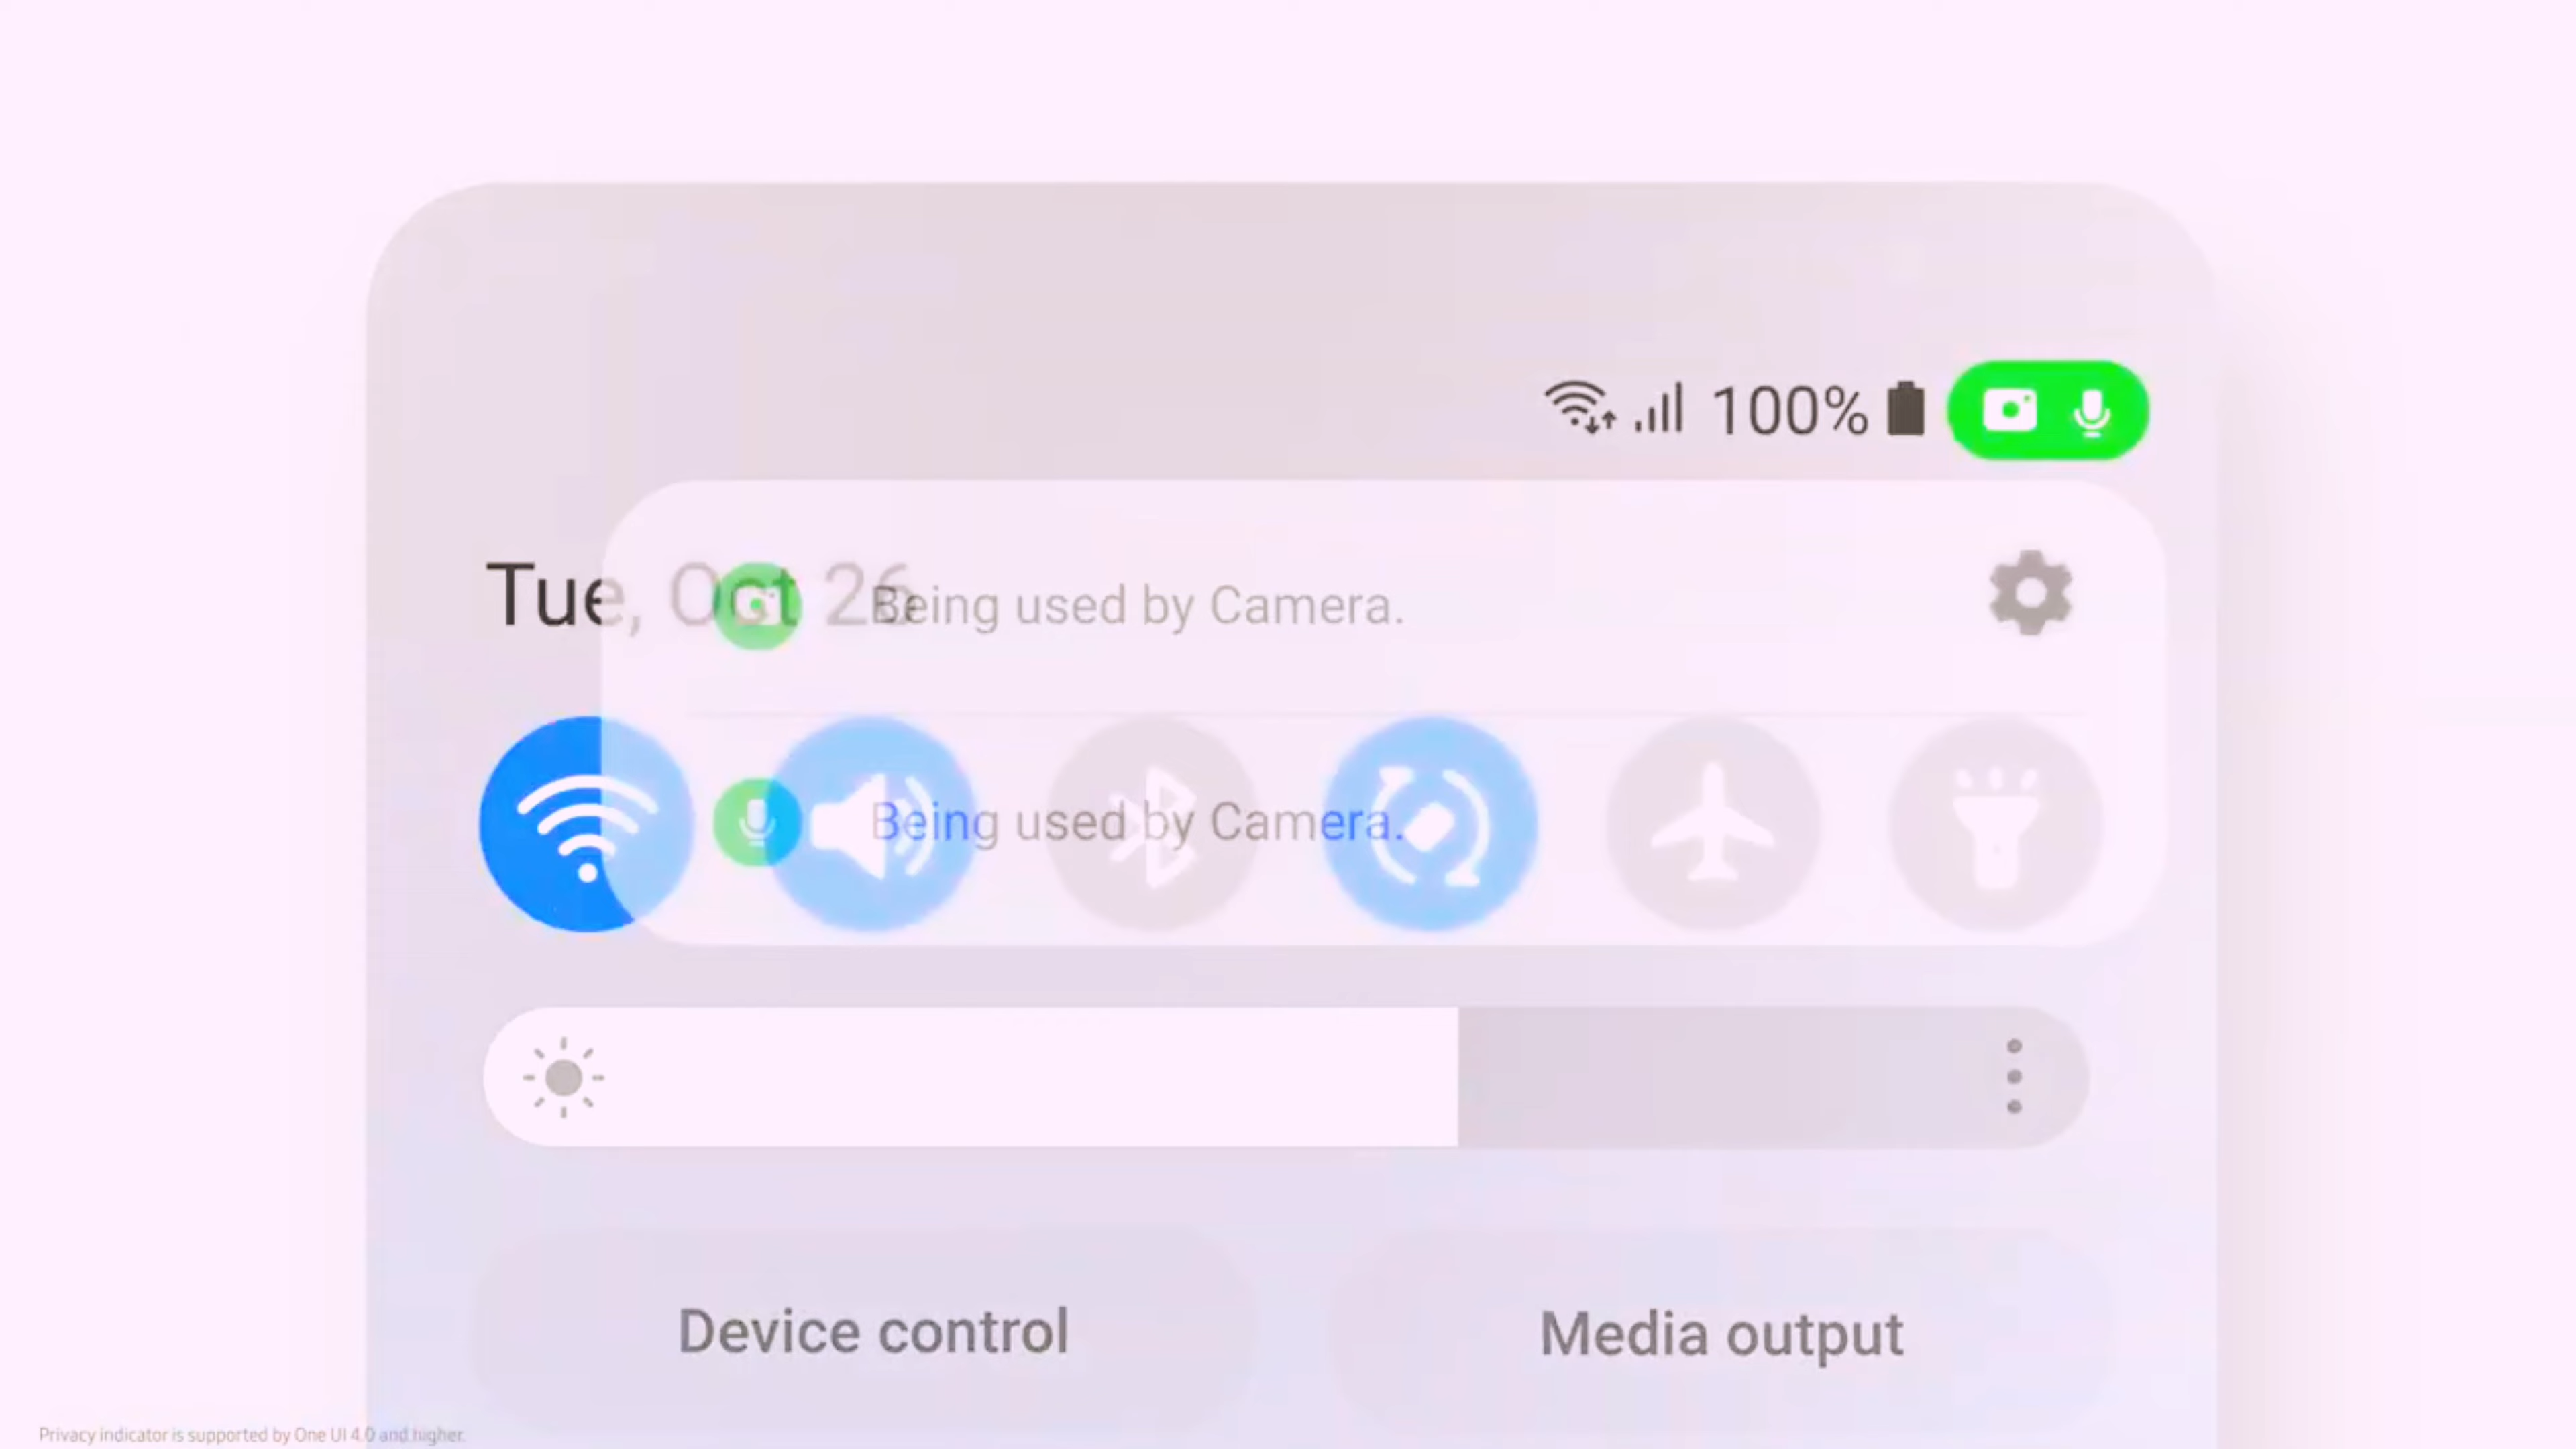 100%
Tue, Oct 26
Being used by Camera.
Being used by Camera.
Device control
Media output
Privacy indicator is supported by One UI 4.0 and higher.